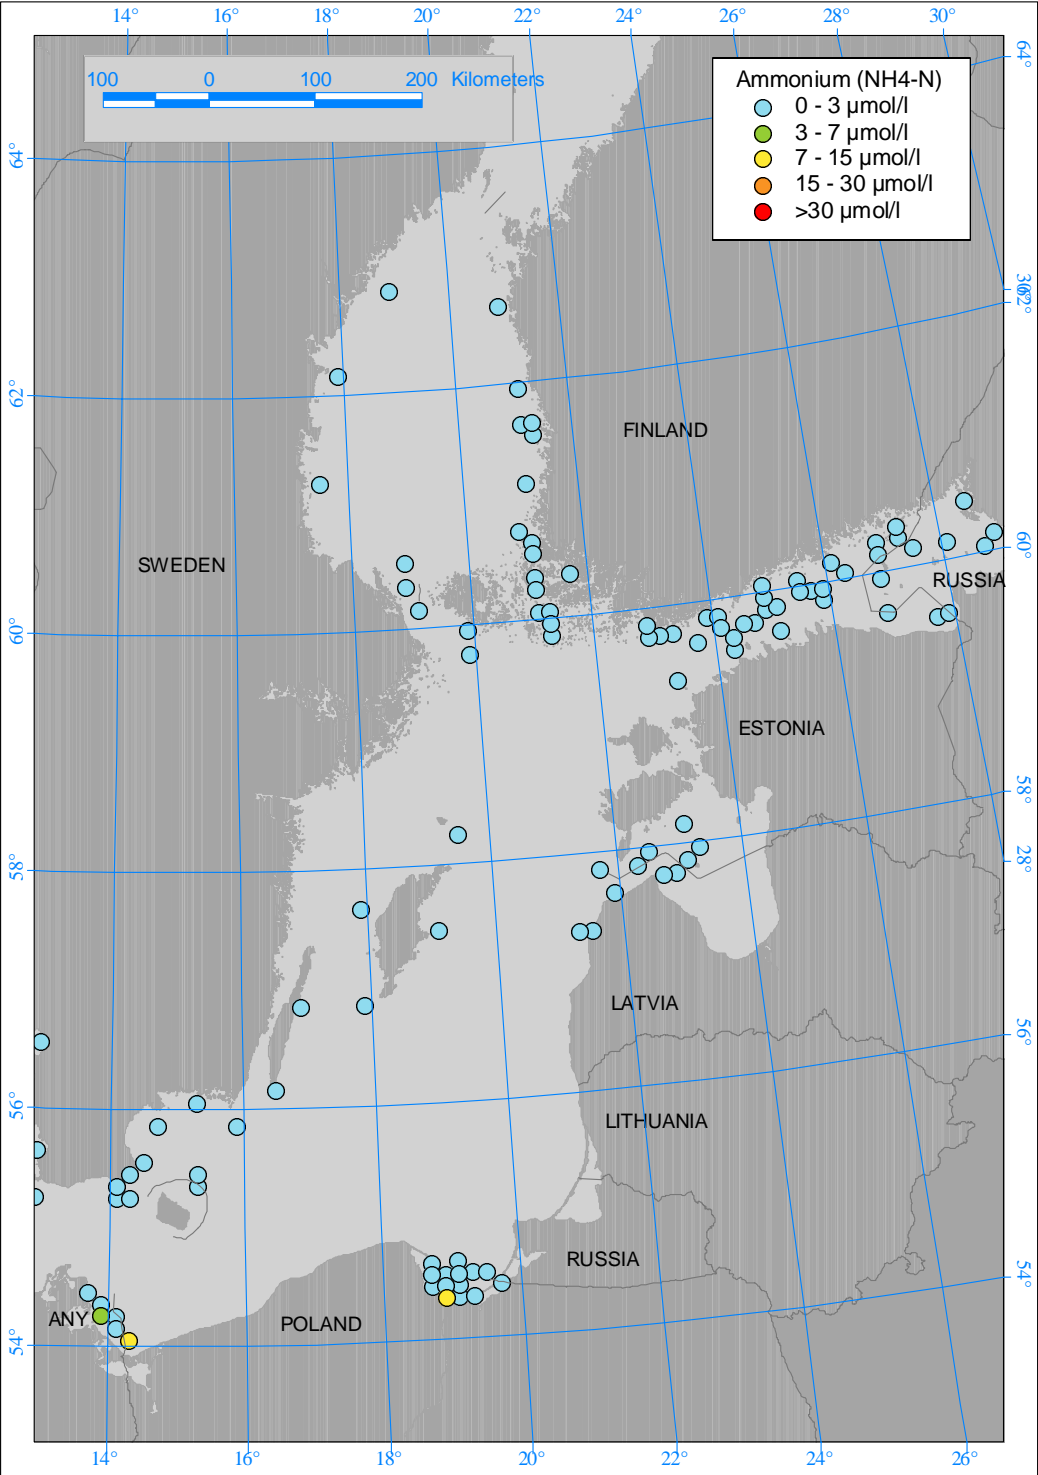 14° 16° 18° 20° 22° 24° 26° 28° 30°
64°
100 0 100 200 Kilometers
Ammonium (NH4-N)
0 - 3 µmol/l
3 - 7 µmol/l
7 - 15 µmol/l
15 - 30 µmol/l
>30 µmol/l
64°
62°
62°
FINLAND
60°
SWEDEN
RUSSIA
60°
ESTONIA
58°
58°
28°
LATVIA
56°
56°
LITHUANIA
RUSSIA
54°
ANY
POLAND
54°
14° 16° 18° 20° 22° 24° 26°